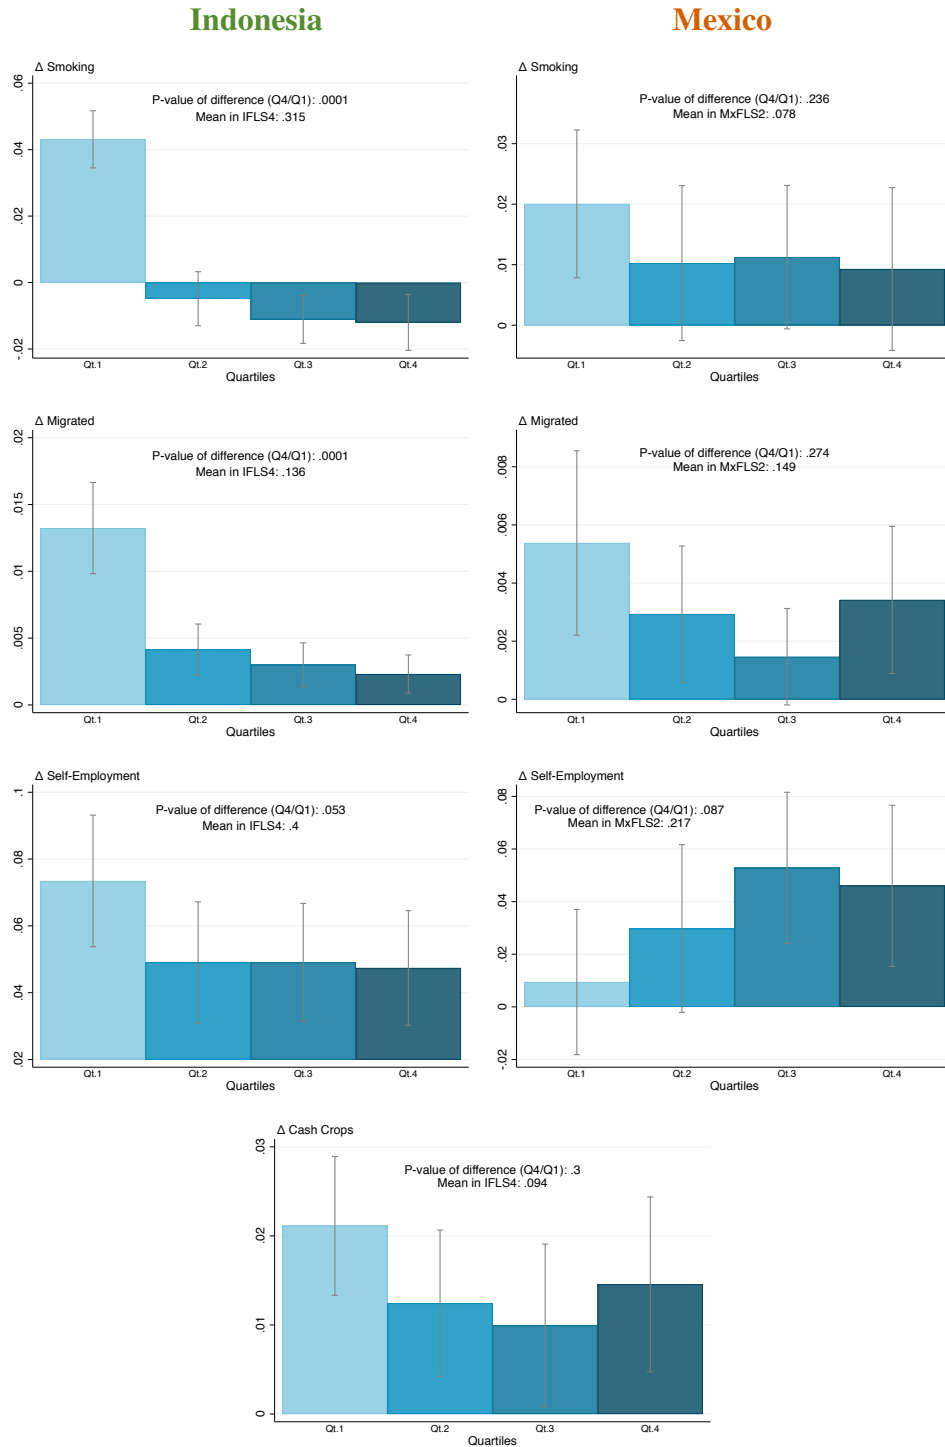 Indonesia
Mexico
Δ Smoking
P-value of difference (Q4/Q1): .0001
Mean in IFLS4: .315
.06
.04
.02
0
-.02
Qt.1 Qt.2 Qt.3 Qt.4
Quartiles
Δ Smoking
P-value of difference (Q4/Q1): .236
Mean in MxFLS2: .078
.03
.02
.01
0
Qt.1 Qt.2 Qt.3 Qt.4
Quartiles
Δ Migrated
P-value of difference (Q4/Q1): .0001
Mean in IFLS4: .136
.02
.015
.01
.005
0
Qt.1 Qt.2 Qt.3 Qt.4
Quartiles
Δ Migrated
P-value of difference (Q4/Q1): .274
Mean in MxFLS2: .149
.008
.006
.004
.002
0
Qt.1 Qt.2 Qt.3 Qt.4
Quartiles
Δ Self-Employment
P-value of difference (Q4/Q1): .053
Mean in IFLS4: .4
.1
.08
.06
.04
.02
Qt.1 Qt.2 Qt.3 Qt.4
Quartiles
Δ Self-Employment
P-value of difference (Q4/Q1): .087
Mean in MxFLS2: .217
.08
.06
.04
.02
0
-.02
Qt.1 Qt.2 Qt.3 Qt.4
Quartiles
Δ Cash Crops
P-value of difference (Q4/Q1): .3
Mean in IFLS4: .094
.03
.02
.01
0
Qt.1 Qt.2 Qt.3 Qt.4
Quartiles